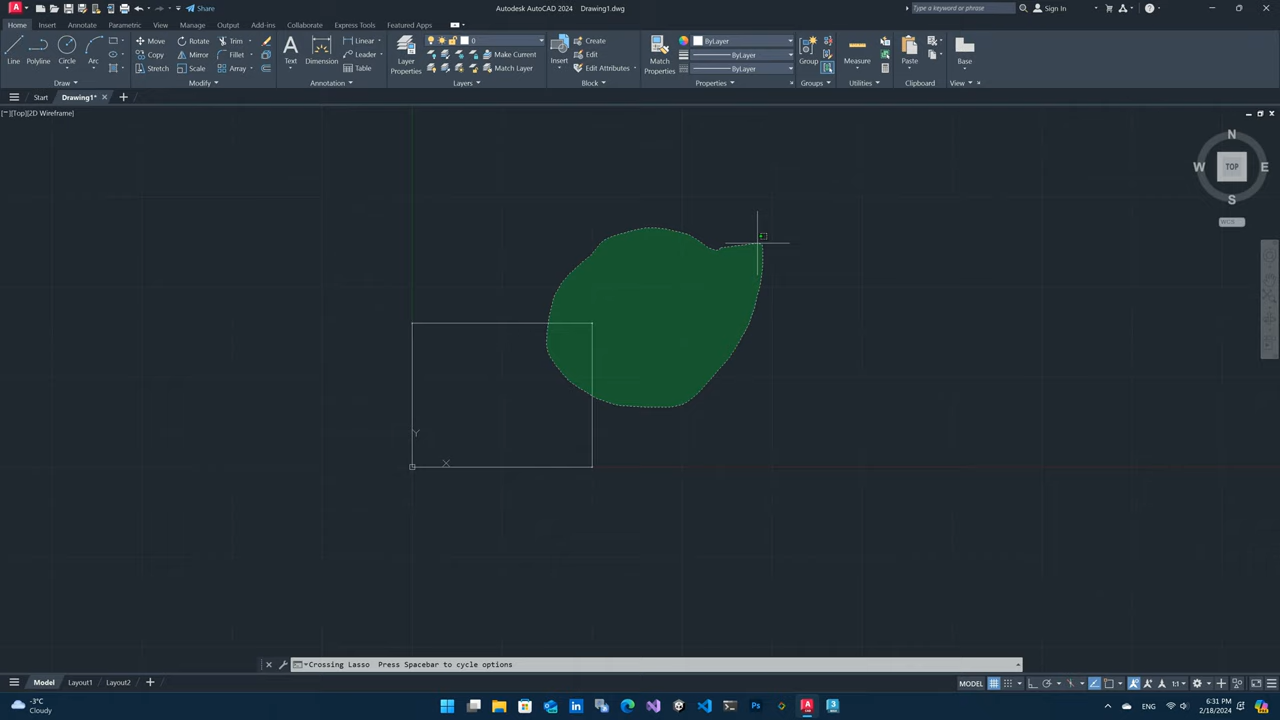 Share
Autodesk AutoCAD 2024 Drawing1.dwg
Type a keyword or phrase
Sign In
Home Insert Annotate Parametric View Manage Output Add-ins Collaborate Express Tools Featured Apps
Line Polyline Circle Arc
Move Rotate Trim
Copy Mirror Fillet
Stretch Scale Array
Text Dimension
Linear
Leader
Table
Layer Properties
0
Make Current
Match Layer
Insert
Create
Edit
Edit Attributes
Match Properties
ByLayer
ByLayer
ByLayer
Group
Measure
Paste
Base
Draw Modify Annotation Layers Block Properties Groups Utilities Clipboard View
Start Drawing1*
[−][Top][2D Wireframe]
N
W TOP E
S
WCS
Y
X
Crossing Lasso Press Spacebar to cycle options
Model Layout1 Layout2
MODEL
1:1
-3°C
Cloudy
6:31 PM
2/18/2024